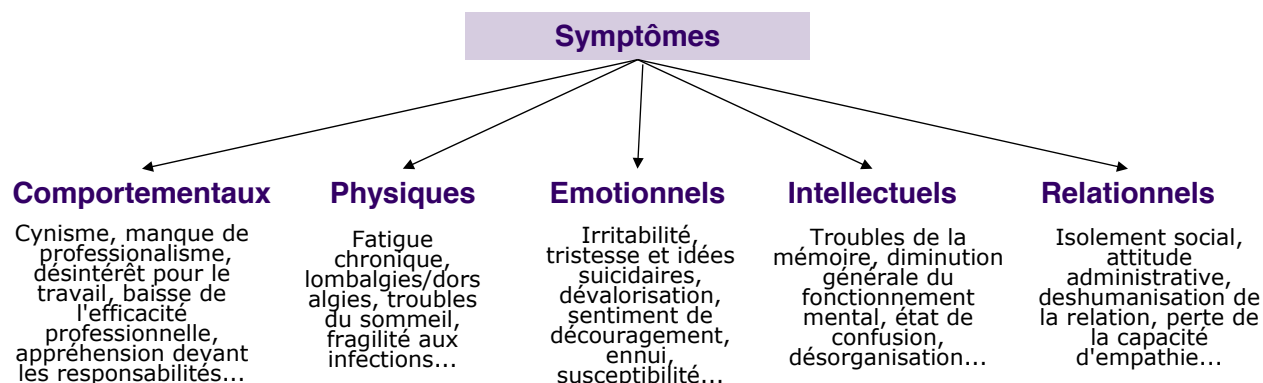 Symptômes
Comportementaux
Cynisme, manque de
professionalisme,
désintérêt pour le
travail, baisse de
l'efficacité
professionnelle,
appréhension devant
les responsabilités...
Physiques
Fatigue
chronique,
lombalgies/dors
algies, troubles
du sommeil,
fragilité aux
infections...
Emotionnels
Irritabilité,
tristesse et idées
suicidaires,
dévalorisation,
sentiment de
découragement,
ennui,
susceptibilité...
Intellectuels
Troubles de la
mémoire, diminution
générale du
fonctionnement
mental, état de
confusion,
désorganisation...
Relationnels
Isolement social,
attitude
administrative,
deshumanisation de
la relation, perte de
la capacité
d'empathie...